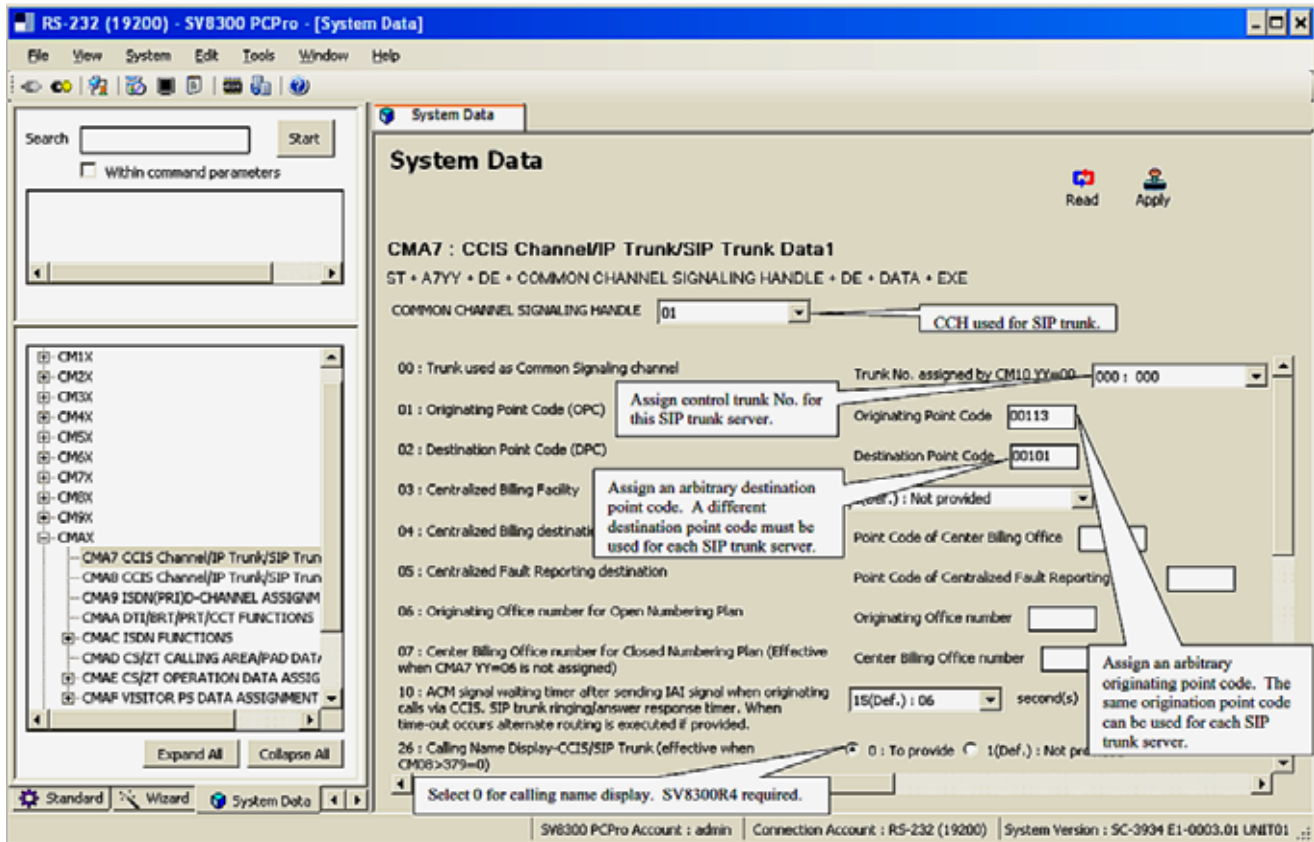 RS-232 (19200) - SV8300 PCPro - [System Data]
File View System Edit Tools Window Help
Search
Start
Within command parameters
CM1X
CM2X
CM3X
CM4X
CM5X
CM6X
CM7X
CM8X
CM9X
CMAX
CMA7 CCIS Channel/IP Trunk/SIP Trun
CMA8 CCIS Channel/IP Trunk/SIP Trun
CMA9 ISDN(PRI)D-CHANNEL ASSIGNM
CMAA DTI/BRT/PRT/CCT FUNCTIONS
CMAC ISDN FUNCTIONS
CMAD CS/ZT CALLING AREA/PAD DATA
CMAE CS/ZT OPERATION DATA ASSIG
CMAF VISITOR PS DATA ASSIGNMENT
Expand All
Collapse All
Standard
Wizard
System Data
System Data
System Data
Read
Apply
CMA7 : CCIS Channel/IP Trunk/SIP Trunk Data1
ST + A7YY + DE + COMMON CHANNEL SIGNALING HANDLE + DE + DATA + EXE
COMMON CHANNEL SIGNALING HANDLE 01
CCH used for SIP trunk.
00 : Trunk used as Common Signaling channel
Trunk No. assigned by CM10 YY=00 000 : 000
Assign control trunk No. for
this SIP trunk server.
01 : Originating Point Code (OPC)
Originating Point Code 00113
02 : Destination Point Code (DPC)
Destination Point Code 00101
Assign an arbitrary destination
point code. A different
destination point code must be
used for each SIP trunk server.
03 : Centralized Billing Facility
(Def.) : Not provided
04 : Centralized Billing destinatio
Point Code of Center Billing Office
05 : Centralized Fault Reporting destination
Point Code of Centralized Fault Reporting
06 : Originating Office number for Open Numbering Plan
Originating Office number
07 : Center Billing Office number for Closed Numbering Plan (Effective
when CMA7 YY=06 is not assigned)
Center Billing Office number
Assign an arbitrary
originating point code. The
same origination point code
can be used for each SIP
trunk server.
10 : ACM signal waiting timer after sending IAI signal when originating
calls via CCIS. SIP trunk ringing/answer response timer. When
time-out occurs alternate routing is executed if provided.
15(Def.) : 06 second(s)
26 : Calling Name Display-CCIS/SIP Trunk (effective when
CM08>379=0)
0 : To provide 1(Def.) : Not pro
Select 0 for calling name display. SV8300R4 required.
SV8300 PCPro Account : admin Connection Account : RS-232 (19200) System Version : SC-3934 E1-0003.01 UNIT01